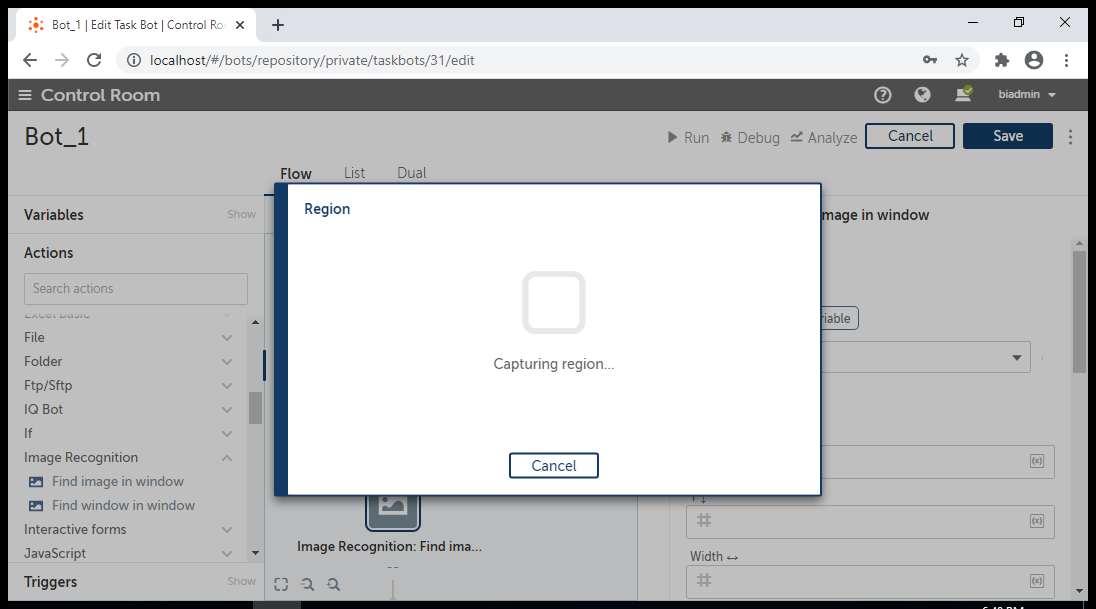 Bot_1 | Edit Task Bot | Control Ro
localhost/#/bots/repository/private/taskbots/31/edit
Control Room
biadmin
Bot_1
Run
Debug
Analyze
Cancel
Save
Flow
List
Dual
Variables
Show
Actions
Search actions
Excel basic
File
Folder
Ftp/Sftp
IQ Bot
If
Image Recognition
Find image in window
Find window in window
Interactive forms
JavaScript
Triggers
Show
Region
Capturing region...
Cancel
Image Recognition: Find ima...
--
mage in window
iable
(x)
(x)
Width ↔
(x)